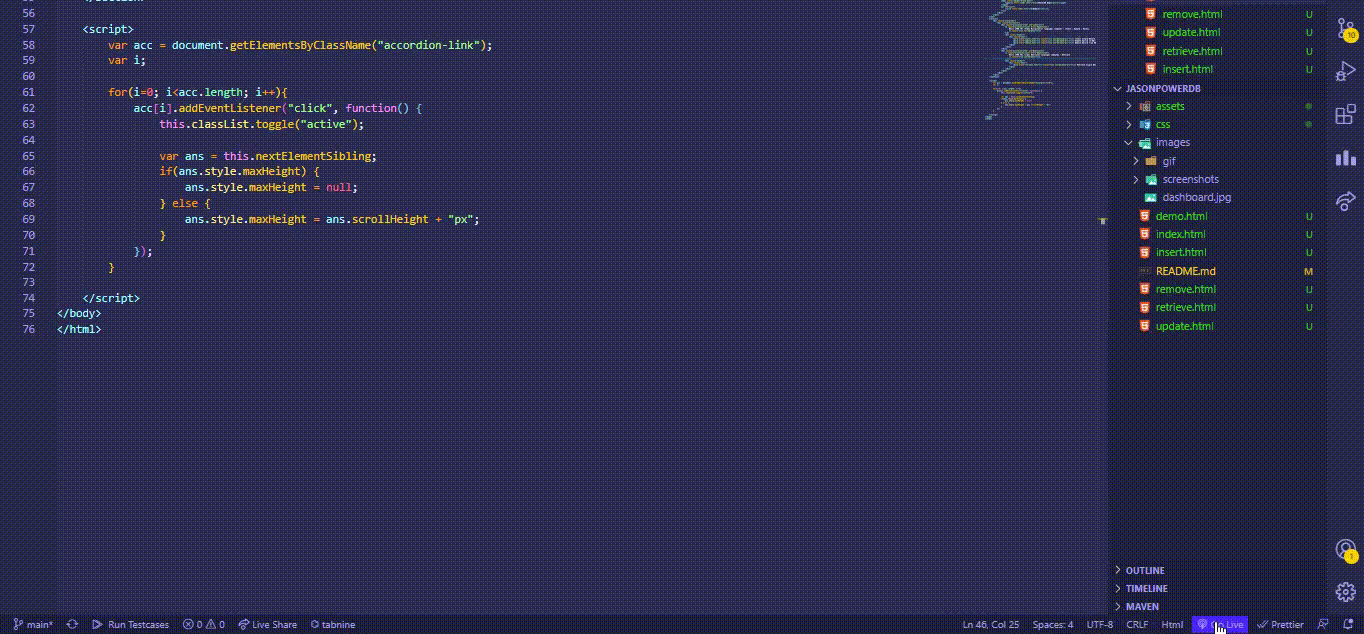 56
57 <script>
58 var acc = document.getElementsByClassName("accordion-link");
59 var i;
60
61 for(i=0; i<acc.length; i++){
62 acc[i].addEventListener("click", function() {
63 this.classList.toggle("active");
64
65 var ans = this.nextElementSibling;
66 if(ans.style.maxHeight) {
67 ans.style.maxHeight = null;
68 } else {
69 ans.style.maxHeight = ans.scrollHeight + "px";
70 }
71 });
72 }
73
74 </script>
75 </body>
76 </html>
remove.html U
update.html U
retrieve.html U
insert.html U
JASONPOWERDB
assets
css
images
gif
screenshots
dashboard.jpg
demo.html U
index.html U
insert.html U
README.md M
remove.html U
retrieve.html U
update.html U
OUTLINE
TIMELINE
MAVEN
10
1
main* Run Testcases 0 0 Live Share tabnine Ln 46, Col 25 Spaces: 4 UTF-8 CRLF Html Live Prettier